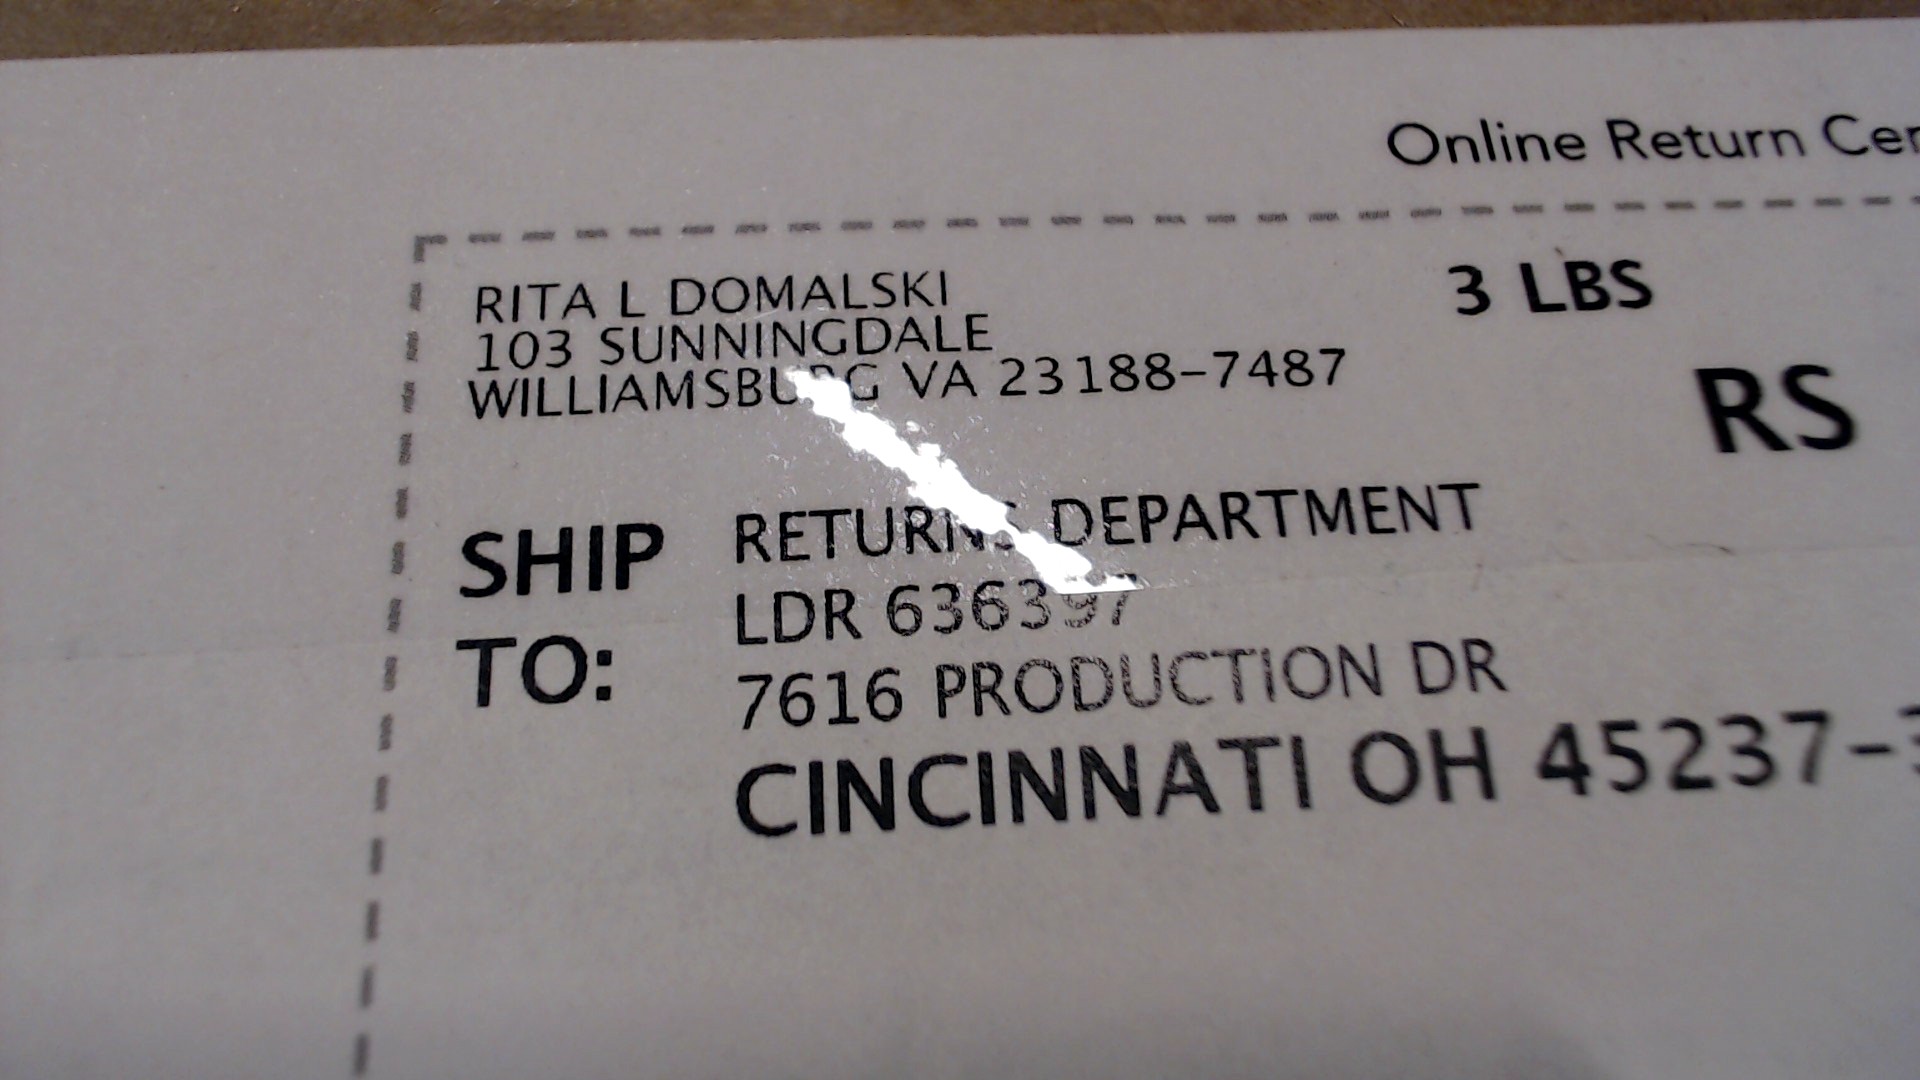 Online Return
RITA L DOMALSKI
103 SUNNINGDALE
WILLIAMSBURG VA 23188-7487
3 LBS
RS
SHIP TO:
RETURNS DEPARTMENT
LDR 636397
7616 PRODUCTION DR
CINCINNATI OH 45237-